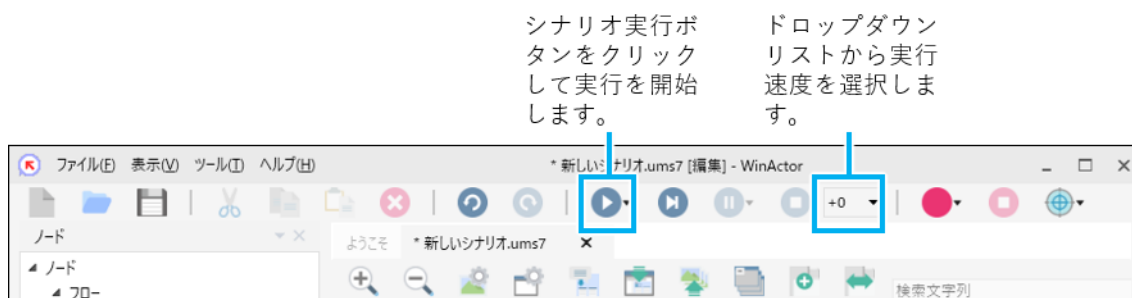 シナリオ実行ボ
タンをクリック
して実行を開始
します。
ドロップダウン
リストから実行
速度を選択しま
す。
ファイル(F) 表示(V) ツール(T) ヘルプ(H)
* 新しいシナリオ.ums7 [編集] - WinActor
+0
ノード
ようこそ * 新しいシナリオ.ums7
ノード
フロー
検索文字列